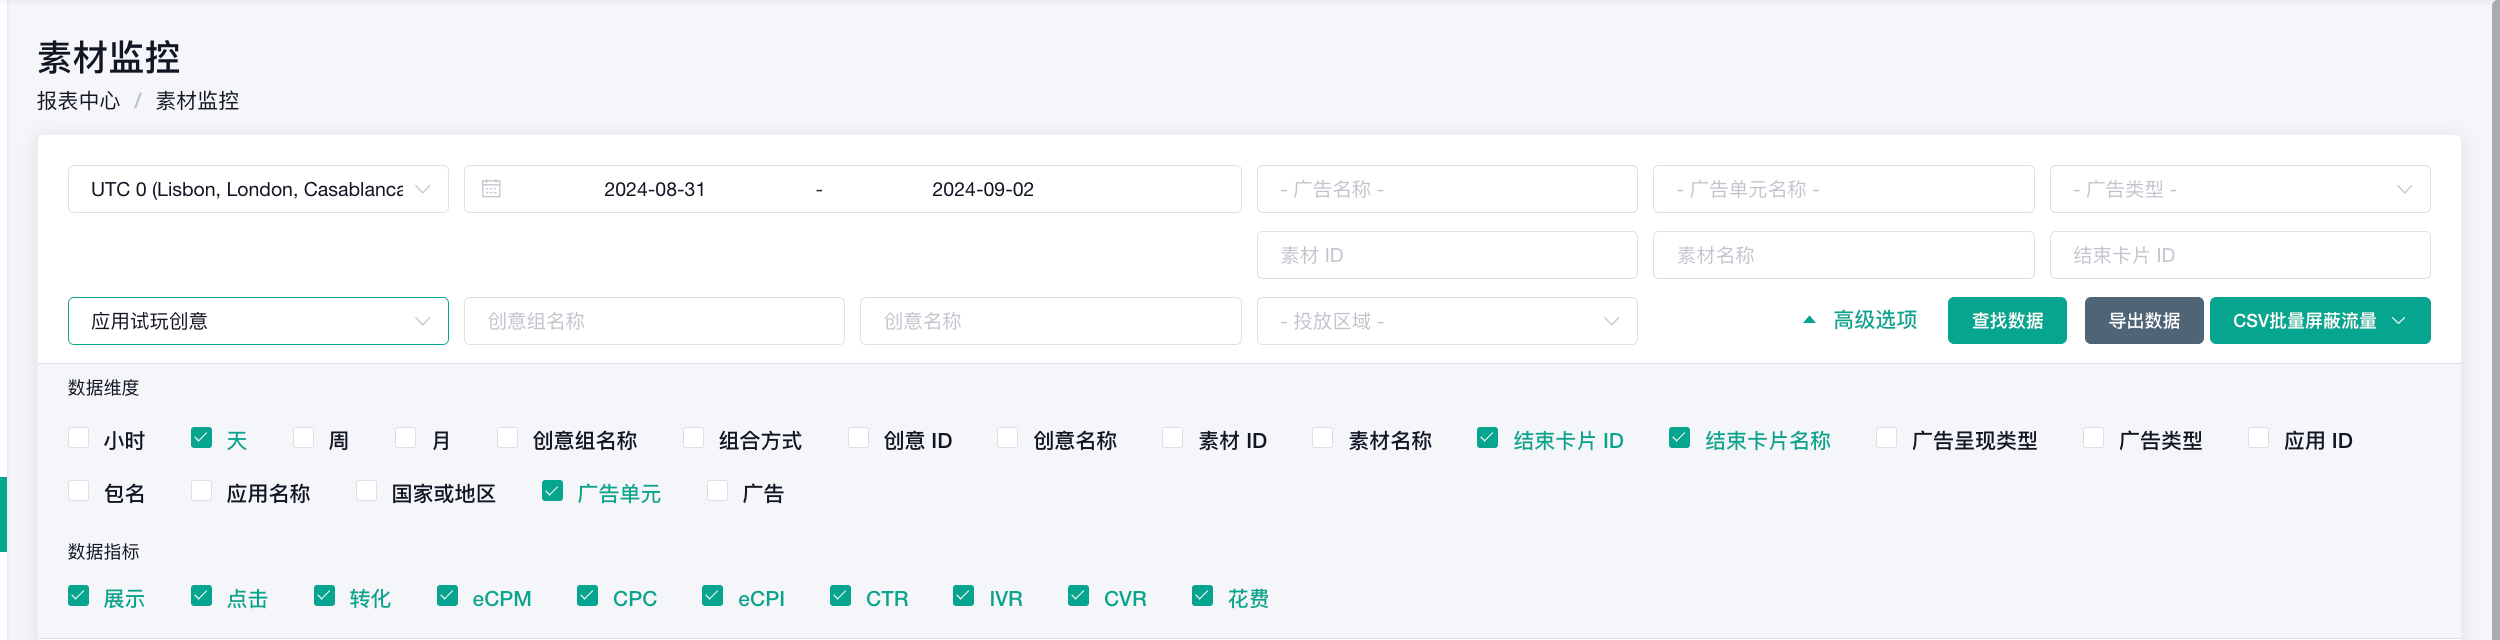 素材监控
报表中心 / 素材监控
UTC 0 (Lisbon, London, Casablanca 2024-08-31 - 2024-09-02 - 广告名称 - - 广告单元名称 - - 广告类型 -
素材 ID 素材名称 结束卡片 ID
应用试玩创意 创意组名称 创意名称 - 投放区域 - 高级选项 查找数据 导出数据 CSV批量屏蔽流量
数据维度
小时 天 周 月 创意组名称 组合方式 创意 ID 创意名称 素材 ID 素材名称 结束卡片 ID 结束卡片名称 广告呈现类型 广告类型 应用 ID
包名 应用名称 国家或地区 广告单元 广告
数据指标
展示 点击 转化 eCPM CPC eCPI CTR IVR CVR 花费